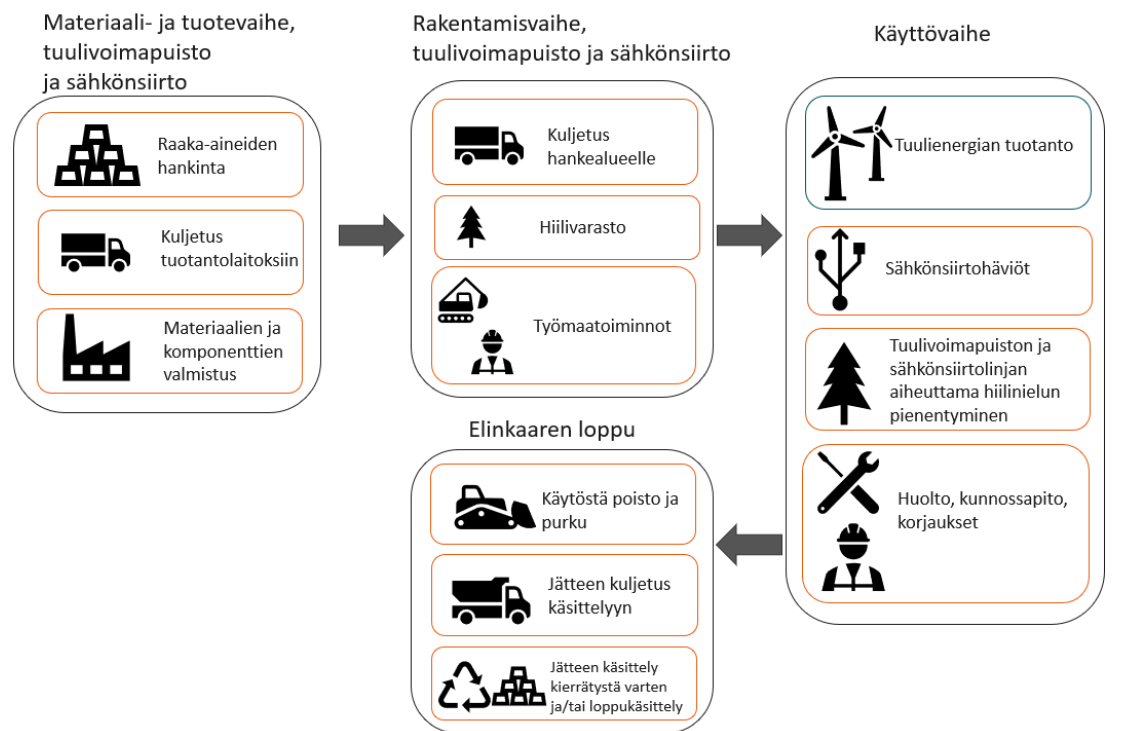 Materiaali- ja tuotevaihe,
tuulivoimapuisto
ja sähkönsiirto
Raaka-aineiden
hankinta
Kuljetus
tuotantolaitoksiin
Materiaalien ja
komponenttien
valmistus
Rakentamisvaihe,
tuulivoimapuisto ja sähkönsiirto
Kuljetus
hankealueelle
Hiilivarasto
Työmaatoiminnot
Käyttövaihe
Tuulienergian tuotanto
Sähkönsiirtohäviöt
Tuulivoimapuiston ja
sähkönsiirtolinjan
aiheuttama hiilinielun
pienentyminen
Huolto, kunnossapito,
korjaukset
Elinkaaren loppu
Käytöstä poisto ja
purku
Jätteen kuljetus
käsittelyyn
Jätteen käsittely
kierrätystä varten
ja/tai loppukäsittely